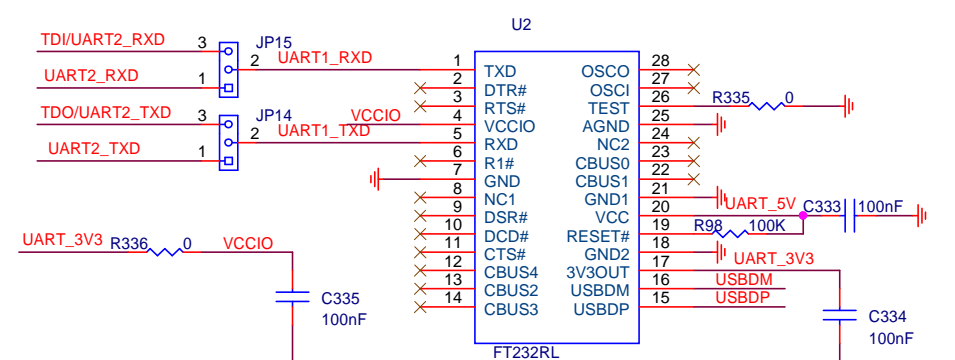 U2
TDI/UART2_RXD
3
JP15
2
UART1_RXD
UART2_RXD
1
TDO/UART2_TXD
3
JP14
2
UART1_TXD
VCCIO
UART2_TXD
1
1 TXD
2 DTR#
3 RTS#
4 VCCIO
5 RXD
6 R1#
7 GND
8 NC1
9 DSR#
10 DCD#
11 CTS#
12 CBUS4
13 CBUS2
14 CBUS3
OSCO 28
OSCI 27
TEST 26
AGND 25
NC2 24
CBUS0 23
CBUS1 22
GND1 21
VCC 20
RESET# 19
GND2 18
3V3OUT 17
USBDM 16
USBDP 15
FT232RL
R335 0
UART_5V
C333 100nF
R98 100K
UART_3V3
USBDM
USBDP
C334
100nF
UART_3V3
R336 0
VCCIO
C335
100nF